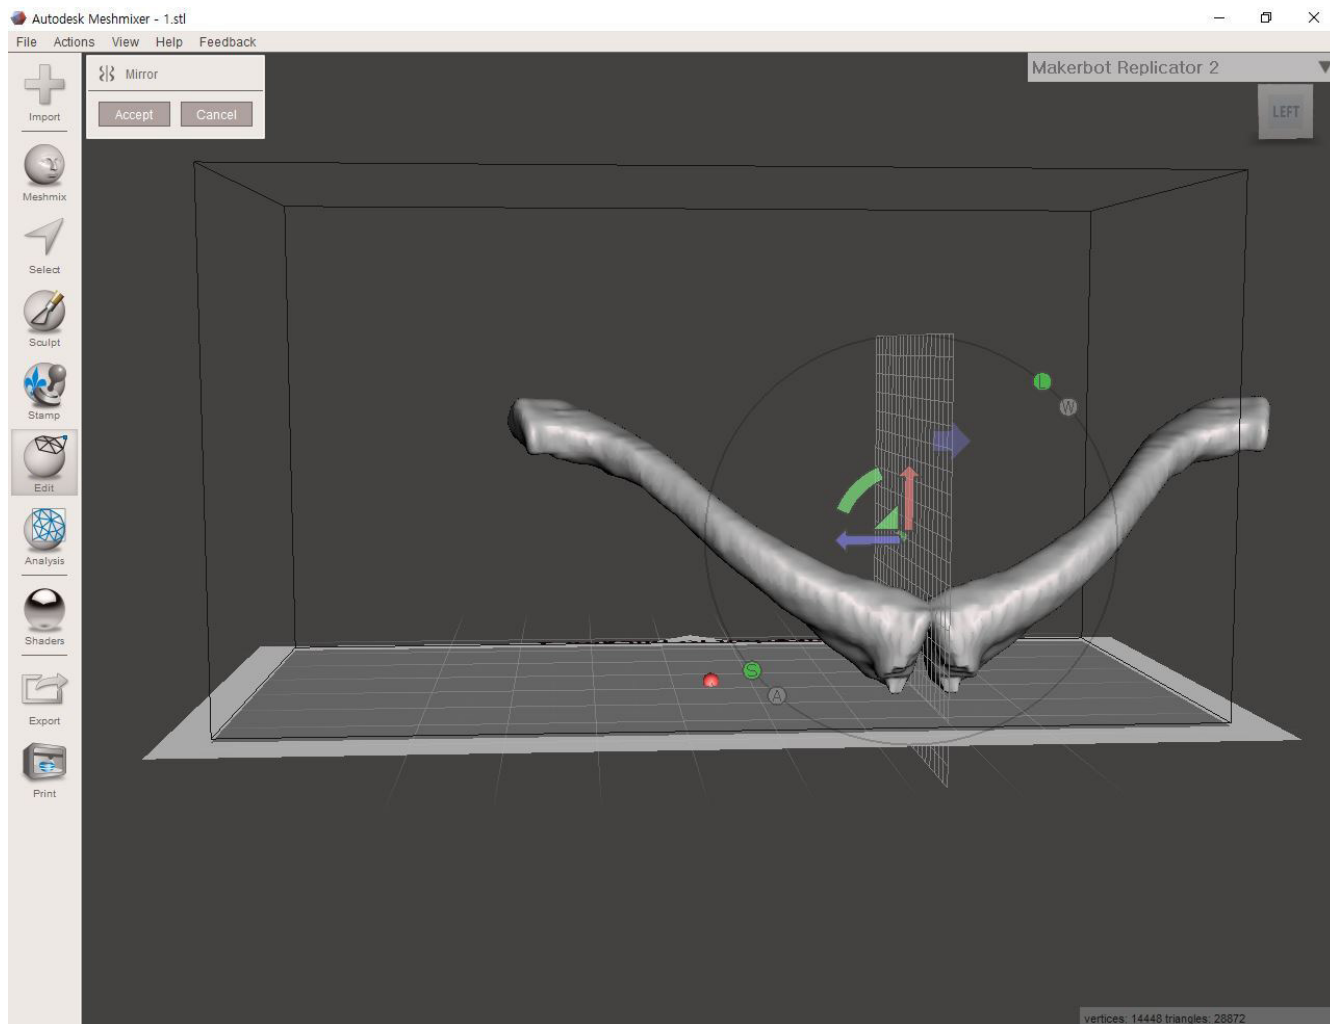 Autodesk Meshmixer - 1.stl
File Actions View Help Feedback
Mirror
Accept Cancel
Makerbot Replicator 2
LEFT
Import
Meshmix
Select
Sculpt
Stamp
Edit
Analysis
Shaders
Export
Print
L
W
S
A
vertices: 14448 triangles: 28872